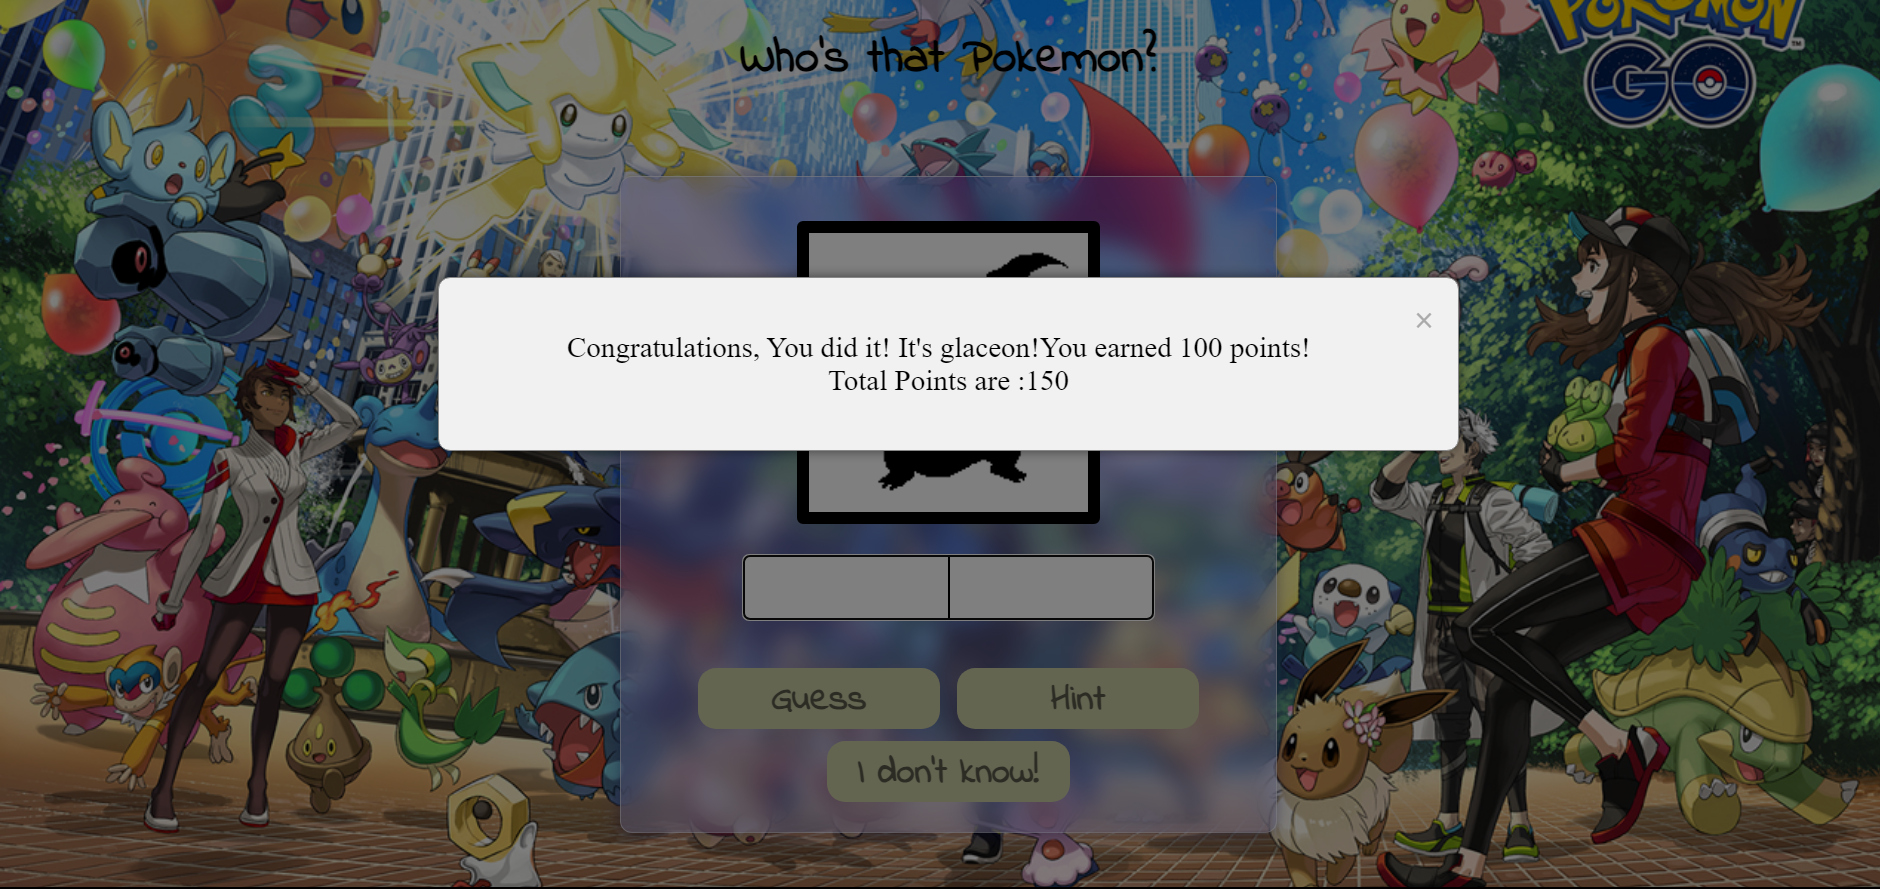 POKÉMON
GO
Who's that Pokemon?
×
Congratulations, You did it! It's glaceon!You earned 100 points!
Total Points are :150
Guess
Hint
I don't know!